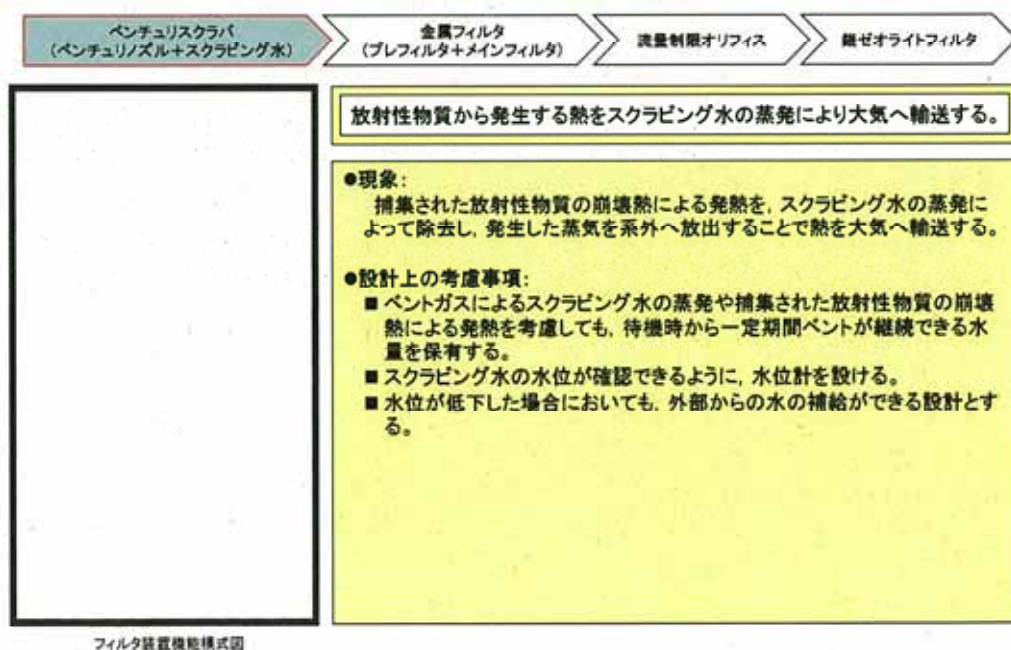 ベンチュリスクラバ
(ベンチュリノズル+スクラビング水)
金属フィルタ
(プレフィルタ+メインフィルタ)
流量制限オリフィス
銀ゼオライトフィルタ
放射性物質から発生する熱をスクラビング水の蒸発により大気へ輸送する。
●現象:
捕集された放射性物質の崩壊熱による発熱を,スクラビング水の蒸発に
よって除去し,発生した蒸気を系外へ放出することで熱を大気へ輸送する。
●設計上の考慮事項:
■ ベントガスによるスクラビング水の蒸発や捕集された放射性物質の崩壊
熱による発熱を考慮しても,待機時から一定期間ベントが継続できる水
量を保有する。
■ スクラビング水の水位が確認できるように,水位計を設ける。
■ 水位が低下した場合においても,外部からの水の補給ができる設計とす
る。
フィルタ装置機能模式図